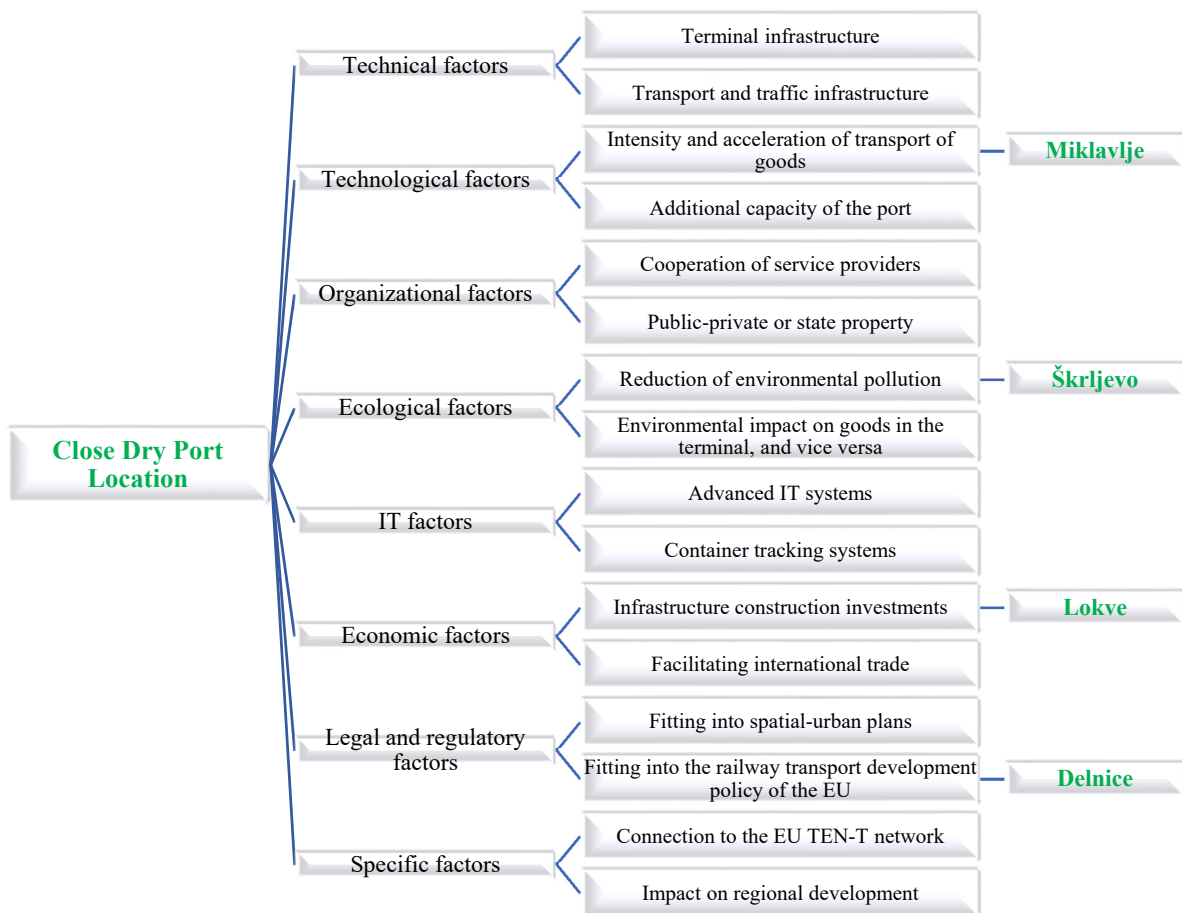 Close Dry Port
Location
Technical factors
Terminal infrastructure
Transport and traffic infrastructure
Technological factors
Intensity and acceleration of transport of
goods
Miklavlje
Additional capacity of the port
Organizational factors
Cooperation of service providers
Public-private or state property
Ecological factors
Reduction of environmental pollution
Škrljevo
Environmental impact on goods in the
terminal, and vice versa
IT factors
Advanced IT systems
Container tracking systems
Economic factors
Infrastructure construction investments
Lokve
Facilitating international trade
Legal and regulatory
factors
Fitting into spatial-urban plans
Fitting into the railway transport development
policy of the EU
Delnice
Specific factors
Connection to the EU TEN-T network
Impact on regional development